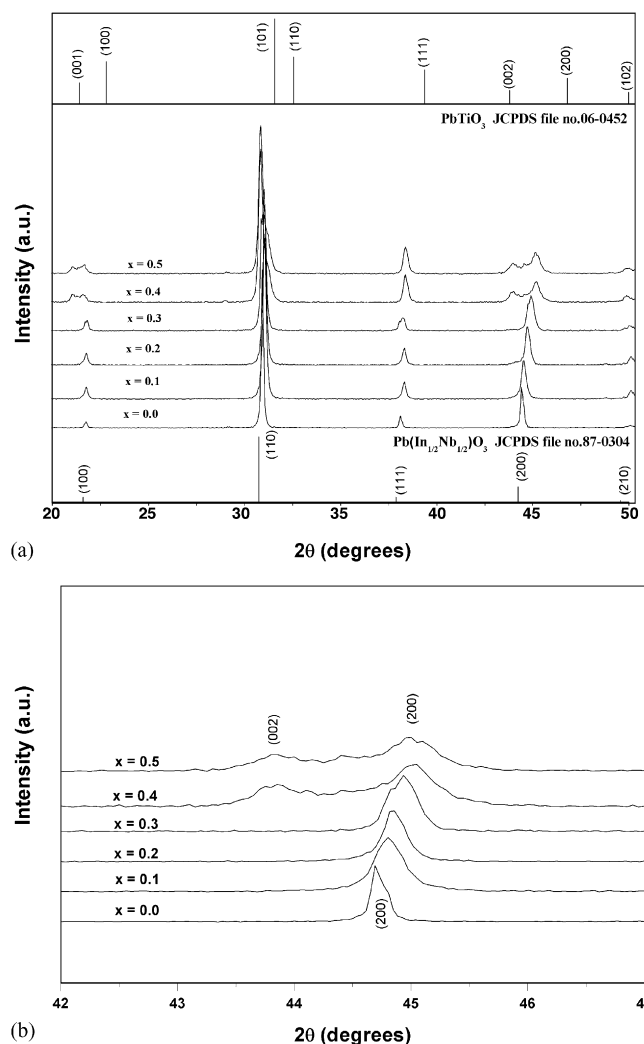 (001)
(100)
(101)
(110)
(111)
(002)
(200)
(102)
PbTiO₃ JCPDS file no.06-0452
Intensity (a.u.)
x = 0.5
x = 0.4
x = 0.3
x = 0.2
x = 0.1
x = 0.0
Pb(In₁/₂Nb₁/₂)O₃ JCPDS file no.87-0304
(100)
(110)
(111)
(200)
(210)
20 25 30 35 40 45 50
(a)
2θ (degrees)
Intensity (a.u.)
(002)
(200)
x = 0.5
x = 0.4
x = 0.3
x = 0.2
x = 0.1
x = 0.0
(200)
42 43 44 45 46
(b)
2θ (degrees)